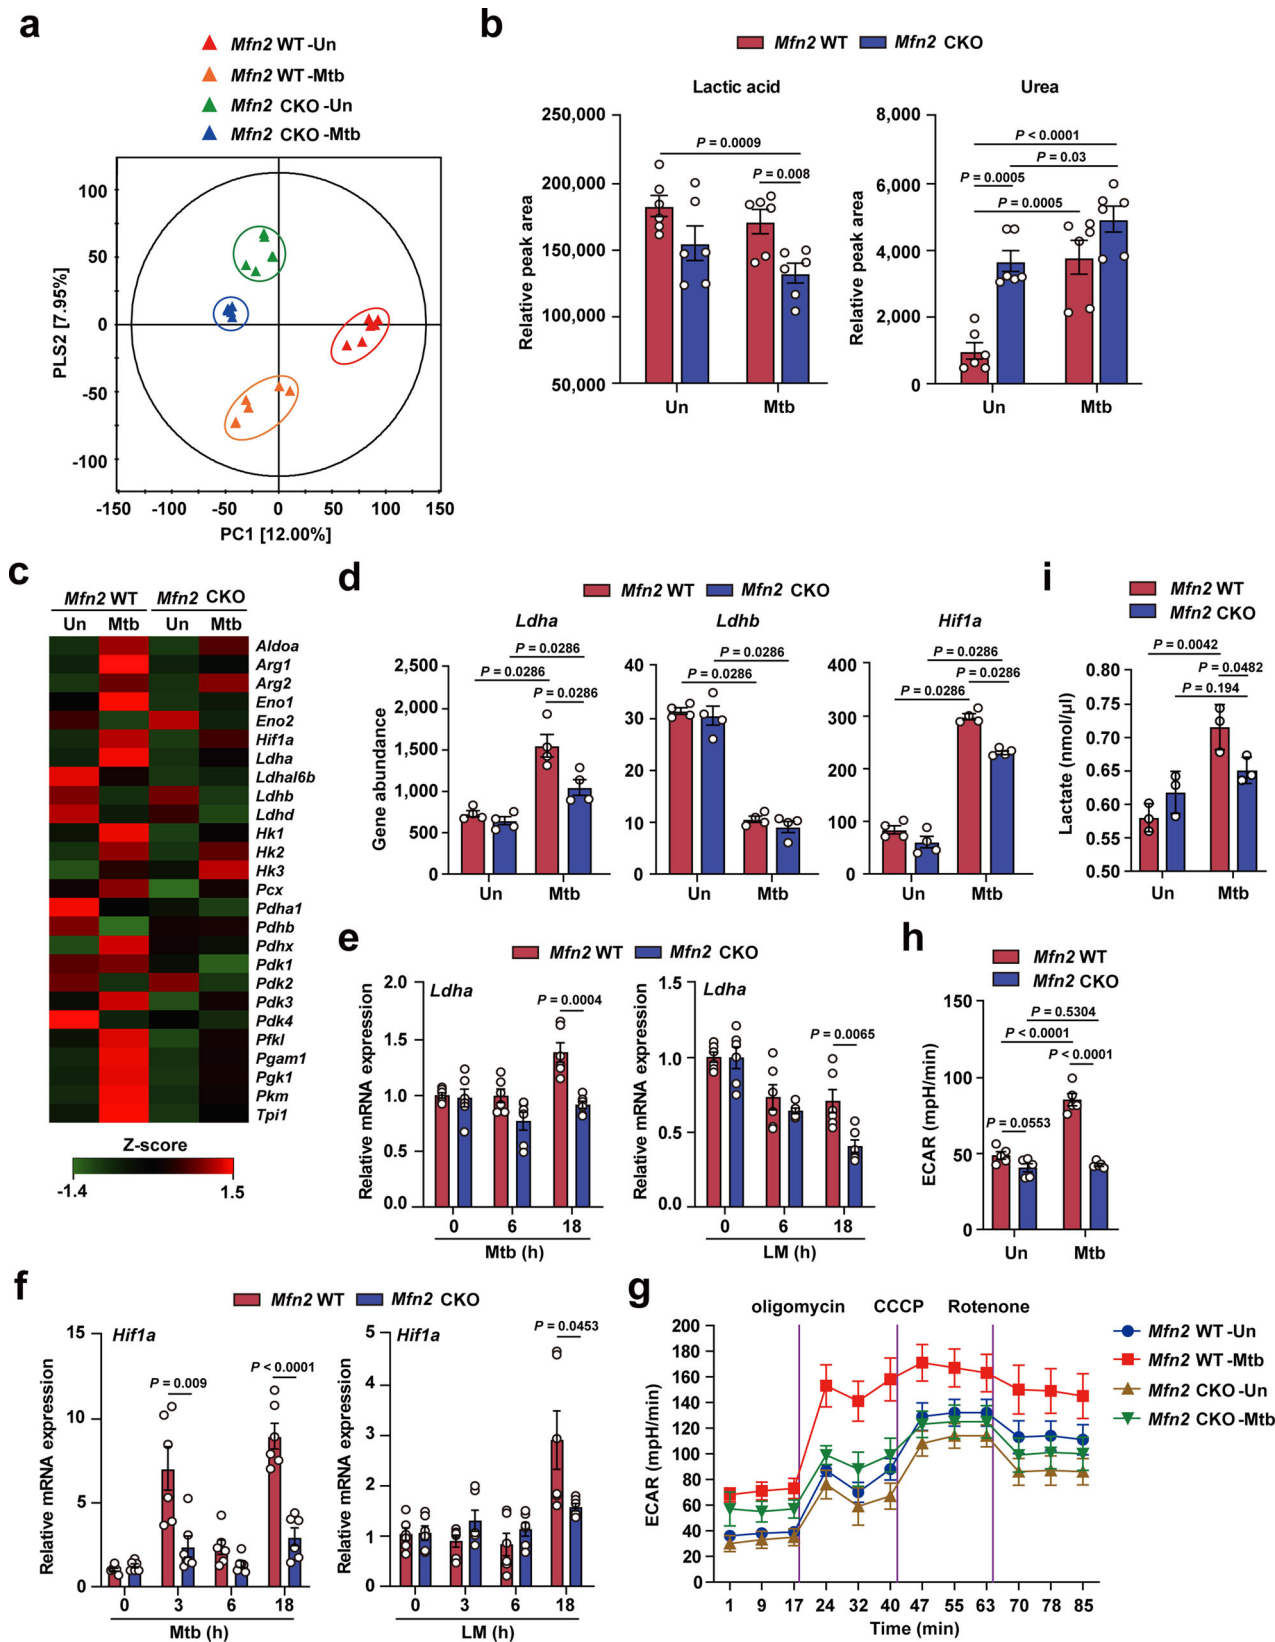 a
Mfn2 WT -Un
Mfn2 WT -Mtb
Mfn2 CKO -Un
Mfn2 CKO -Mtb
PLS2 [7.95%]
100
50
0
-50
-100
-150 -100 -50 0 50 100 150
PC1 [12.00%]
b
Mfn2 WT Mfn2 CKO
Lactic acid
Relative peak area
250,000
200,000
150,000
100,000
50,000
P = 0.0009
P = 0.008
Un Mtb
Urea
Relative peak area
8,000
6,000
4,000
2,000
0
P < 0.0001
P = 0.03
P = 0.0005
P = 0.0005
Un Mtb
c
Mfn2 WT Mfn2 CKO
Un Mtb Un Mtb
Aldoa
Arg1
Arg2
Eno1
Eno2
Hif1a
Ldha
Ldhal6b
Ldhb
Ldhd
Hk1
Hk2
Hk3
Pcx
Pdha1
Pdhb
Pdhx
Pdk1
Pdk2
Pdk3
Pdk4
Pfkl
Pgam1
Pgk1
Pkm
Tpi1
Z-score
-1.4 1.5
d
Mfn2 WT Mfn2 CKO
Ldha
Gene abundance
2,500
2,000
1,500
1,000
500
0
P = 0.0286
P = 0.0286
P = 0.0286
Un Mtb
Ldhb
40
30
20
10
0
P = 0.0286
P = 0.0286
Un Mtb
Hif1a
400
300
200
100
0
P = 0.0286
P = 0.0286
P = 0.0286
Un Mtb
i
Mfn2 WT
Mfn2 CKO
Lactate (nmol/µl)
0.80
0.75
0.70
0.65
0.60
0.55
0.50
P = 0.0042
P = 0.0482
P = 0.194
Un Mtb
e
Mfn2 WT Mfn2 CKO
Relative mRNA expression
2.0
1.5
1.0
0.5
0.0
Ldha
P = 0.0004
0 6 18
Mtb (h)
Relative mRNA expression
1.5
1.0
0.5
0.0
Ldha
P = 0.0065
0 6 18
LM (h)
h
Mfn2 WT
Mfn2 CKO
ECAR (mpH/min)
150
100
50
0
P = 0.5304
P < 0.0001
P < 0.0001
P = 0.0553
Un Mtb
f
Mfn2 WT Mfn2 CKO
Relative mRNA expression
15
10
5
0
Hif1a
P = 0.009
P < 0.0001
0 3 6 18
Mtb (h)
Relative mRNA expression
5
4
3
2
1
0
Hif1a
P = 0.0453
0 3 6 18
LM (h)
g
oligomycin CCCP Rotenone
ECAR (mpH/min)
200
180
160
140
120
100
80
60
40
20
0
1 9 17 24 32 40 47 55 63 70 78 85
Time (min)
Mfn2 WT -Un
Mfn2 WT -Mtb
Mfn2 CKO -Un
Mfn2 CKO -Mtb